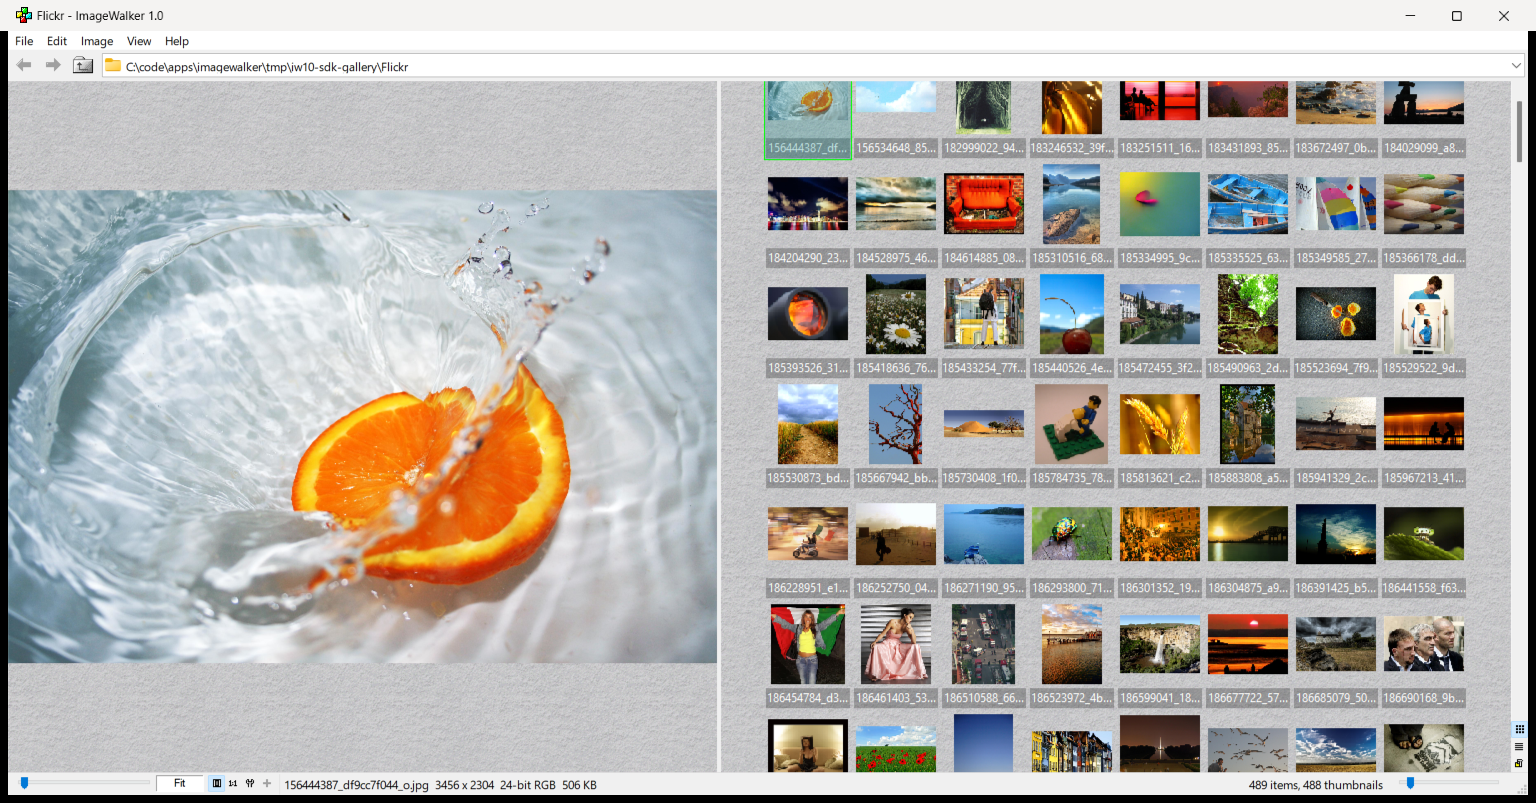 Flickr - ImageWalker 1.0
File Edit Image View Help
C:\code\apps\imagewalker\tmp\iw10-sdk-gallery\Flickr
156444387_df... 156534648_85... 182999022_94... 183246532_39f... 183251511_16... 183431893_85... 183672497_0b... 184029099_a8...
184204290_23... 184528975_46... 184614885_08... 185310516_68... 185334995_9c... 185335525_63... 185349585_27... 185366178_dd...
185393526_31... 185418636_76... 185433254_77f... 185440526_4e... 185472455_3f2... 185490963_2d... 185523694_7f9... 185529522_9d...
185530873_bd... 185667942_bb... 185730408_1f0... 185784735_78... 185813621_c2... 185883808_a5... 185941329_2c... 185967213_41...
186228951_e1... 186252750_04... 186271190_95... 186293800_71... 186301352_19... 186304875_a9... 186391425_b5... 186441558_f63...
186454784_d3... 186461403_53... 186510588_66... 186523972_4b... 186599041_18... 186677722_57... 186685079_50... 186690168_9b...
Fit 1:1 156444387_df9cc7f044_o.jpg 3456 x 2304 24-bit RGB 506 KB 489 items, 488 thumbnails